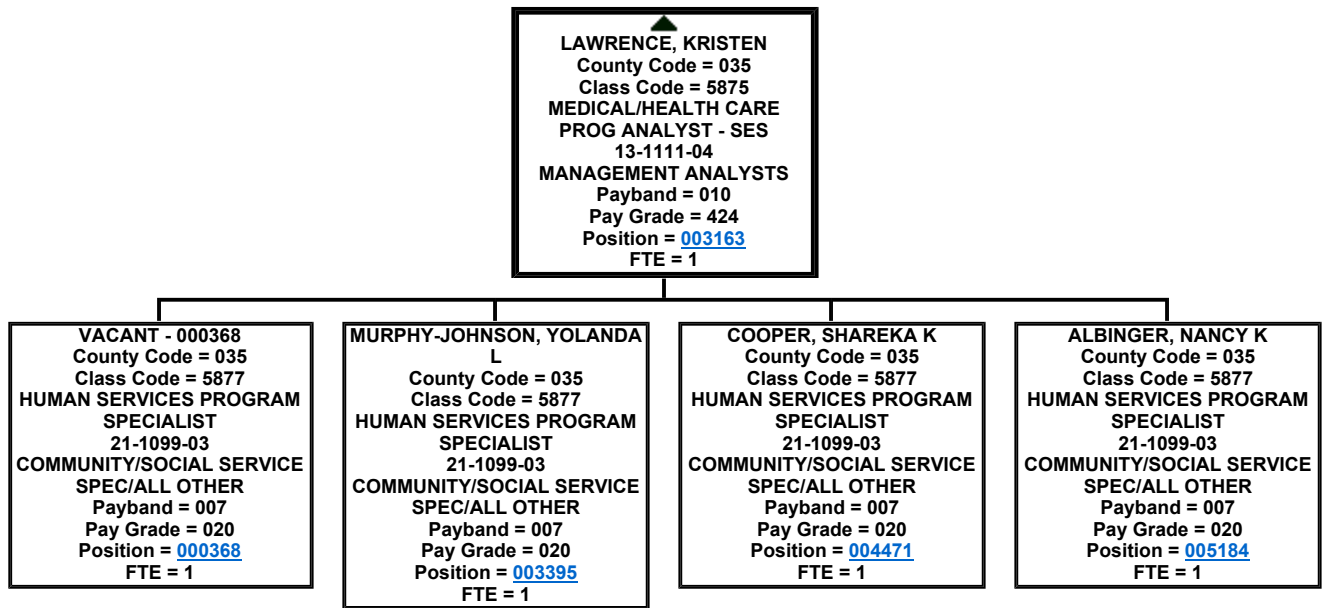 LAWRENCE, KRISTEN
County Code = 035
Class Code = 5875
MEDICAL/HEALTH CARE
PROG ANALYST - SES
13-1111-04
MANAGEMENT ANALYSTS
Payband = 010
Pay Grade = 424
Position = 003163
FTE = 1
VACANT - 000368
County Code = 035
Class Code = 5877
HUMAN SERVICES PROGRAM
SPECIALIST
21-1099-03
COMMUNITY/SOCIAL SERVICE
SPEC/ALL OTHER
Payband = 007
Pay Grade = 020
Position = 000368
FTE = 1
MURPHY-JOHNSON, YOLANDA
L
County Code = 035
Class Code = 5877
HUMAN SERVICES PROGRAM
SPECIALIST
21-1099-03
COMMUNITY/SOCIAL SERVICE
SPEC/ALL OTHER
Payband = 007
Pay Grade = 020
Position = 003395
FTE = 1
COOPER, SHAREKA K
County Code = 035
Class Code = 5877
HUMAN SERVICES PROGRAM
SPECIALIST
21-1099-03
COMMUNITY/SOCIAL SERVICE
SPEC/ALL OTHER
Payband = 007
Pay Grade = 020
Position = 004471
FTE = 1
ALBINGER, NANCY K
County Code = 035
Class Code = 5877
HUMAN SERVICES PROGRAM
SPECIALIST
21-1099-03
COMMUNITY/SOCIAL SERVICE
SPEC/ALL OTHER
Payband = 007
Pay Grade = 020
Position = 005184
FTE = 1